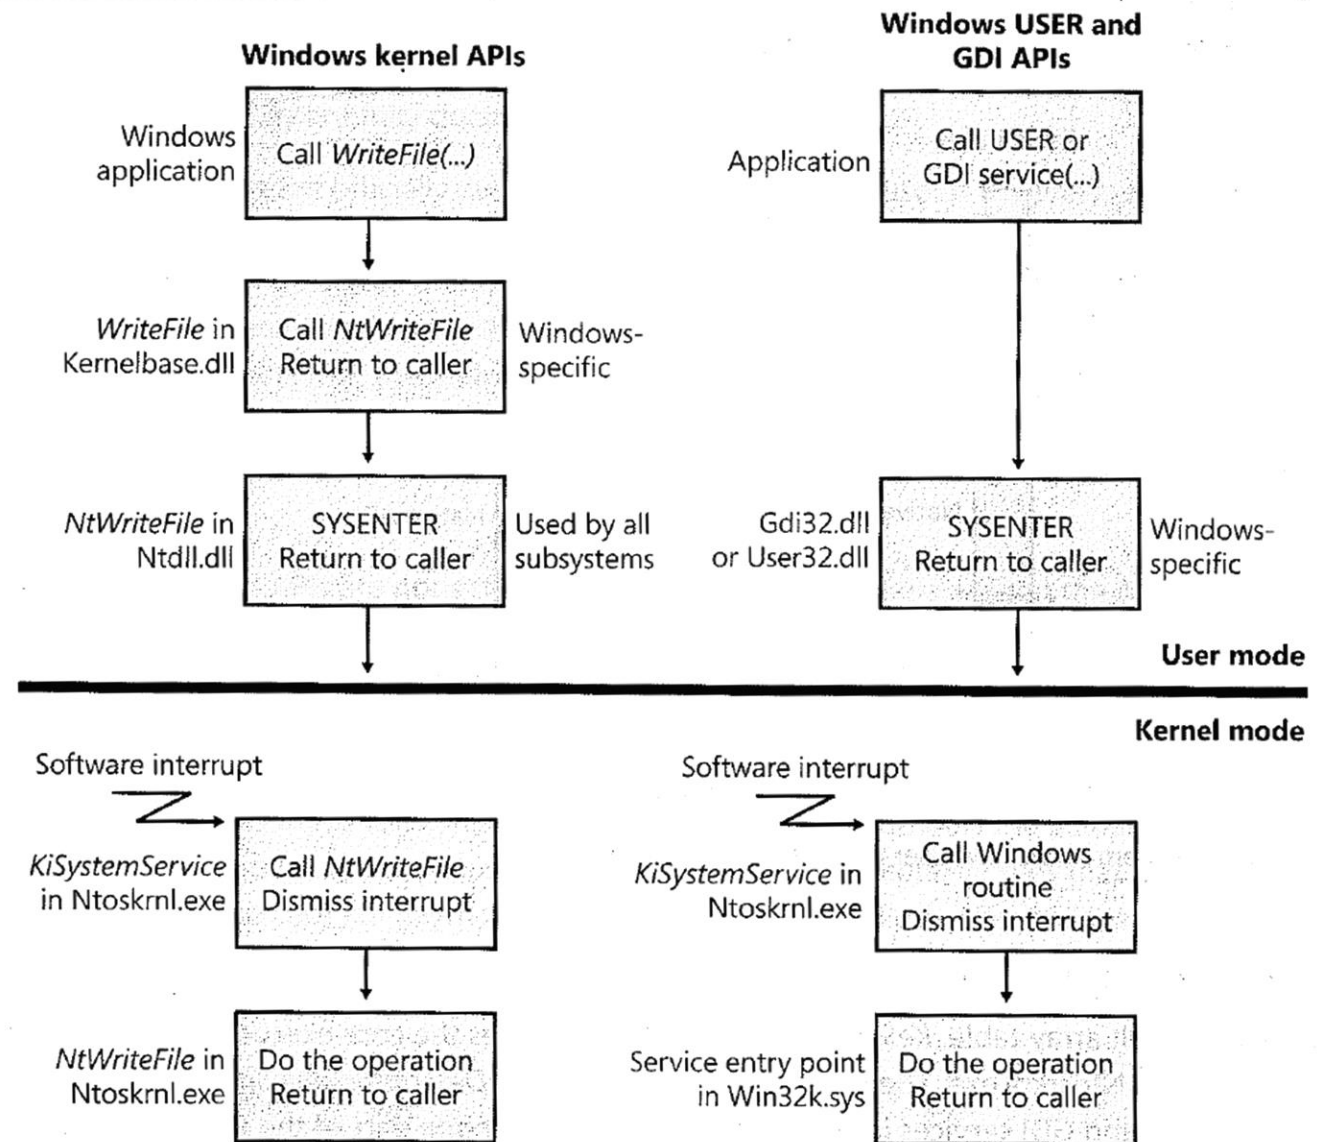 Windows kernel APIs
Windows
application
Call WriteFile(...)
WriteFile in
Kernelbase.dll
Call NtWriteFile
Return to caller
Windows-
specific
NtWriteFile in
Ntdll.dll
SYSENTER
Return to caller
Used by all
subsystems
Windows USER and
GDI APIs
Application
Call USER or
GDI service(...)
Gdi32.dll
or User32.dll
SYSENTER
Return to caller
Windows-
specific
User mode
Kernel mode
Software interrupt
KiSystemService
in Ntoskrnl.exe
Call NtWriteFile
Dismiss interrupt
NtWriteFile in
Ntoskrnl.exe
Do the operation
Return to caller
Software interrupt
KiSystemService in
Ntoskrnl.exe
Call Windows
routine
Dismiss interrupt
Service entry point
in Win32k.sys
Do the operation
Return to caller